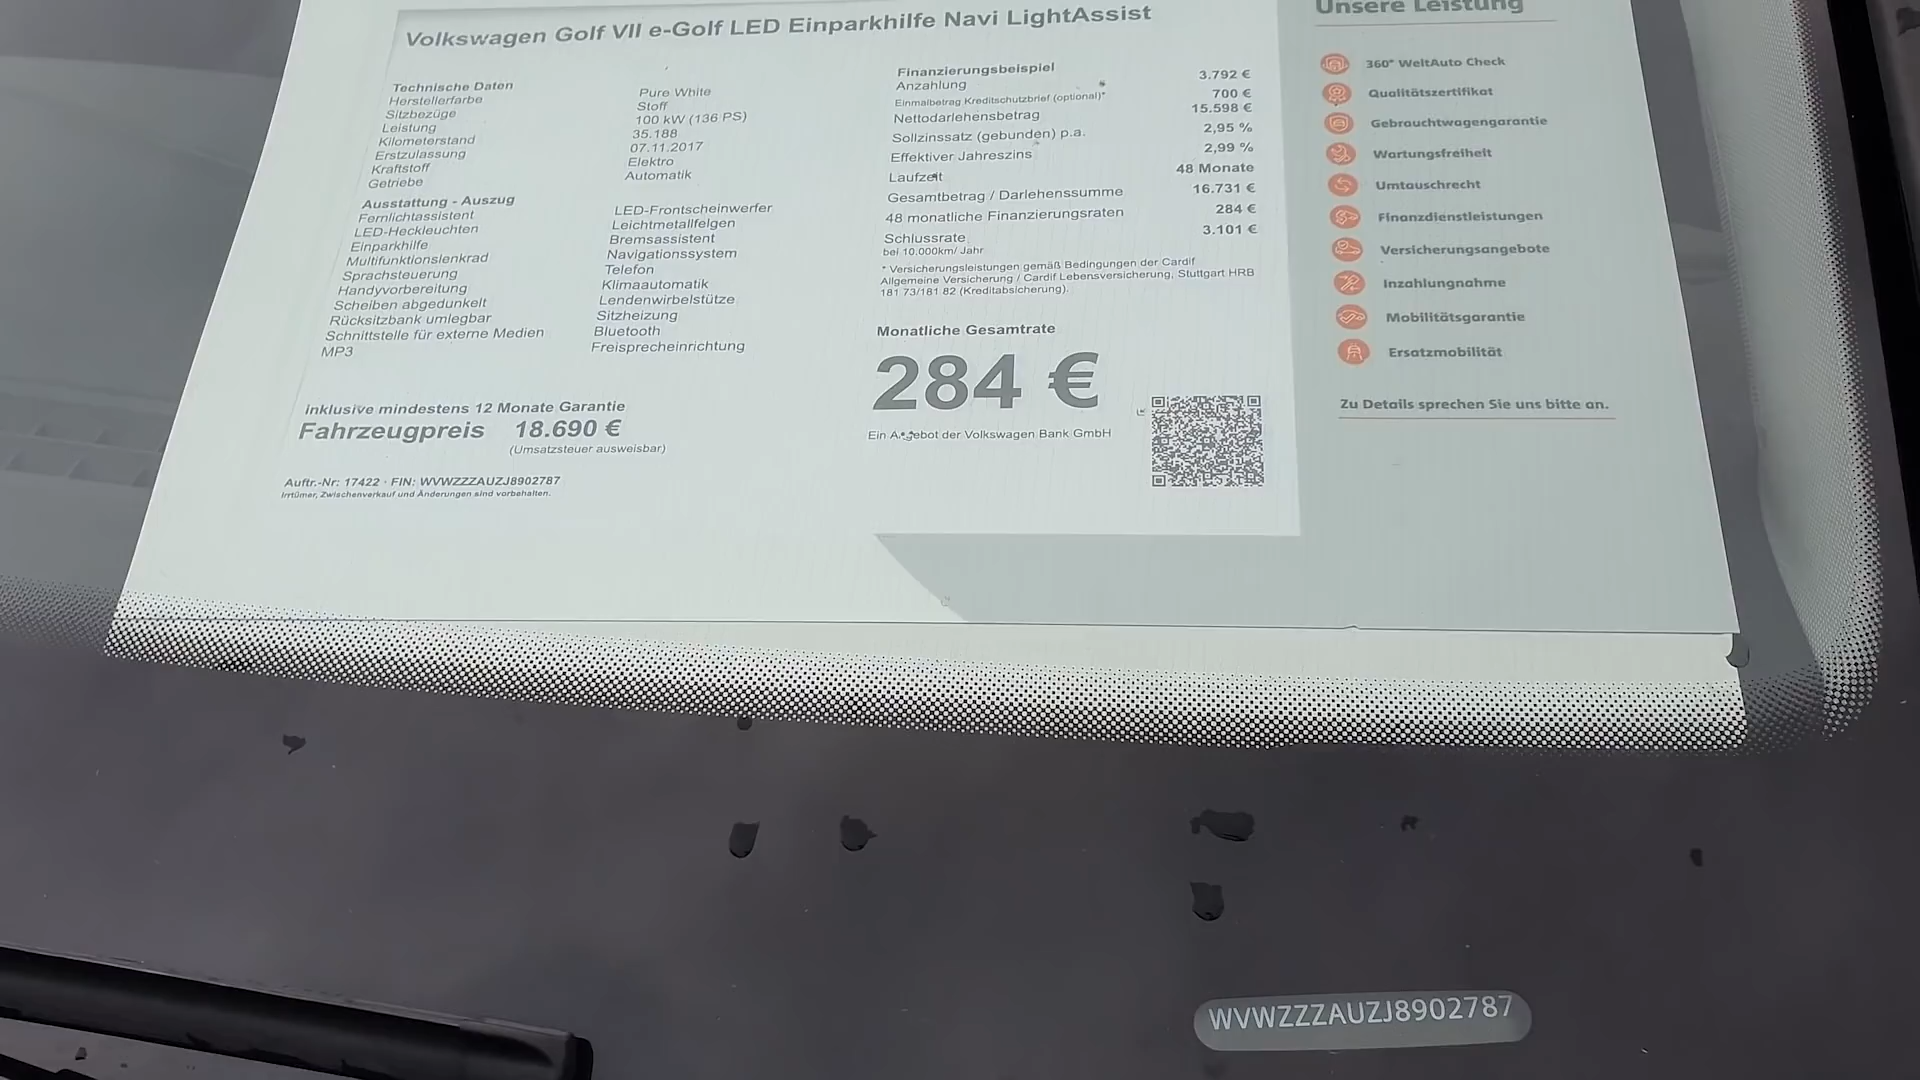 Volkswagen Golf VII e-Golf LED Einparkhilfe Navi LightAssist
Technische Daten
Herstellerfarbe Pure White
Sitzbezüge Stoff
Leistung 100 kW (136 PS)
Kilometerstand 35.188
Erstzulassung 07.11.2017
Kraftstoff Elektro
Getriebe Automatik
Ausstattung - Auszug
Fernlichtassistent LED-Frontscheinwerfer
LED-Heckleuchten Leichtmetallfelgen
Einparkhilfe Bremsassistent
Multifunktionslenkrad Navigationssystem
Sprachsteuerung Telefon
Handyvorbereitung Klimaautomatik
Scheiben abgedunkelt Lendenwirbelstütze
Rücksitzbank umlegbar Sitzheizung
Schnittstelle für externe Medien Bluetooth
MP3 Freisprecheinrichtung
inklusive mindestens 12 Monate Garantie
Fahrzeugpreis 18.690 €
(Umsatzsteuer ausweisbar)
Auftr.-Nr: 17422 · FIN: WVWZZZAUZJ8902787
Irrtümer, Zwischenverkauf und Änderungen sind vorbehalten.
Finanzierungsbeispiel
Anzahlung 3.792 €
Einmalbetrag Kreditschutzbrief (optional)* 700 €
Nettodarlehensbetrag 15.598 €
Sollzinssatz (gebunden) p.a. 2,95 %
Effektiver Jahreszins 2,99 %
Laufzeit 48 Monate
Gesamtbetrag / Darlehenssumme 16.731 €
48 monatliche Finanzierungsraten 284 €
Schlussrate 3.101 €
bei 10.000km/ Jahr
* Versicherungsleistungen gemäß Bedingungen der Cardif
Allgemeine Versicherung / Cardif Lebensversicherung, Stuttgart HRB
181 73/181 82 (Kreditabsicherung).
Monatliche Gesamtrate
284 €
Ein Angebot der Volkswagen Bank GmbH
Unsere Leistung
360° WeltAuto Check
Qualitätszertifikat
Gebrauchtwagengarantie
Wartungsfreiheit
Umtauschrecht
Finanzdienstleistungen
Versicherungsangebote
Inzahlungnahme
Mobilitätsgarantie
Ersatzmobilität
Zu Details sprechen Sie uns bitte an.
WVWZZZAUZJ8902787